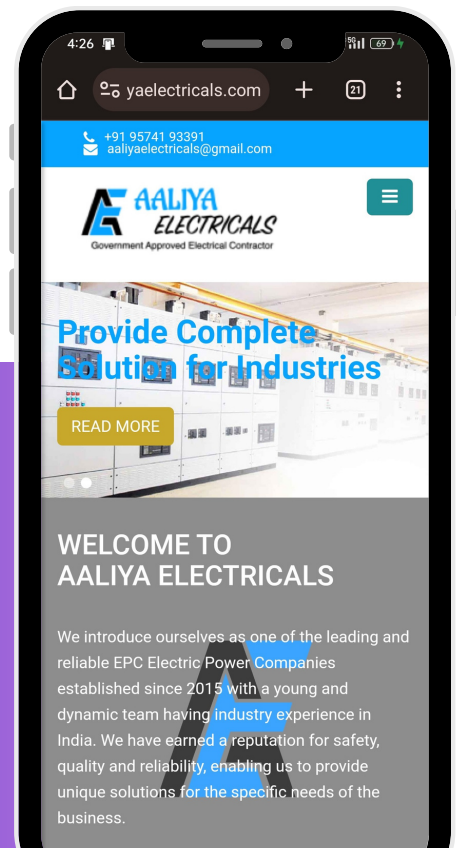 4:26
5G
69
yaelectricals.com
21
+91 95741 93391
aaliyaelectricals@gmail.com
AALIYA
ELECTRICALS
Government Approved Electrical Contractor
Provide Complete
Solution for Industries
READ MORE
WELCOME TO
AALIYA ELECTRICALS
We introduce ourselves as one of the leading and
reliable EPC Electric Power Companies
established since 2015 with a young and
dynamic team having industry experience in
India. We have earned a reputation for safety,
quality and reliability, enabling us to provide
unique solutions for the specific needs of the
business.